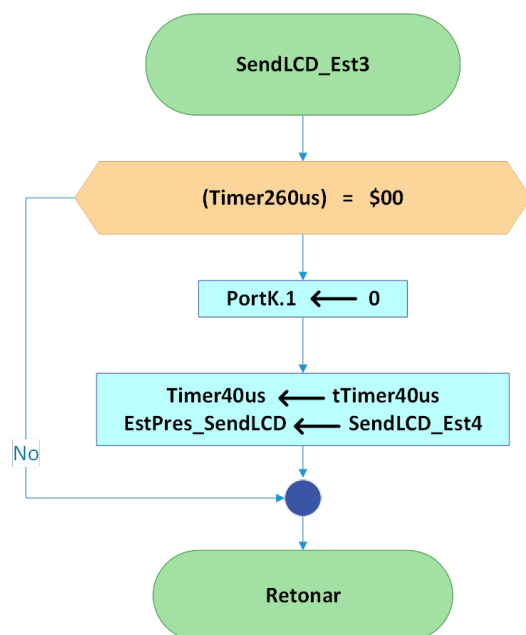 SendLCD_Est3
(Timer260us) = $00
PortK.1 ← 0
Timer40us ← tTimer40us
EstPres_SendLCD ← SendLCD_Est4
No
Retonar